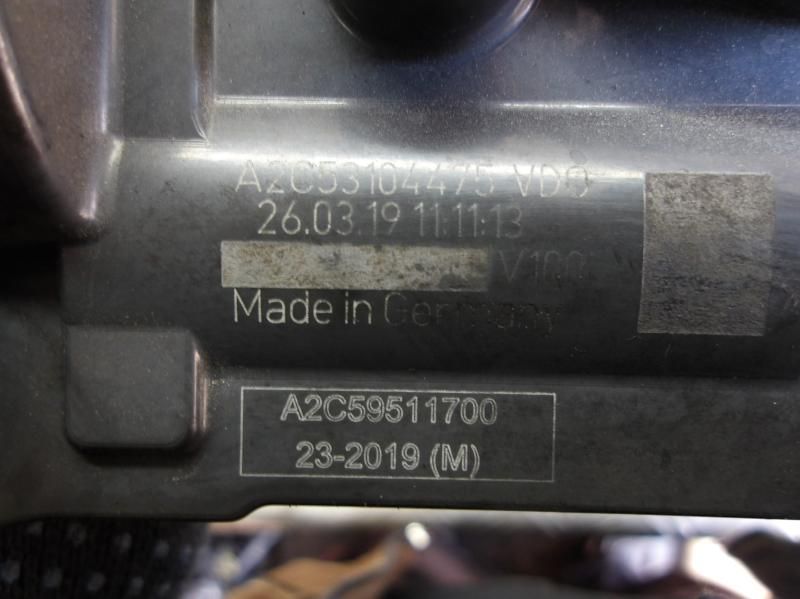 A2C53104475 VDO
26.03.19 11:11:13
V100
Made in Germany
A2C59511700
23-2019 (M)